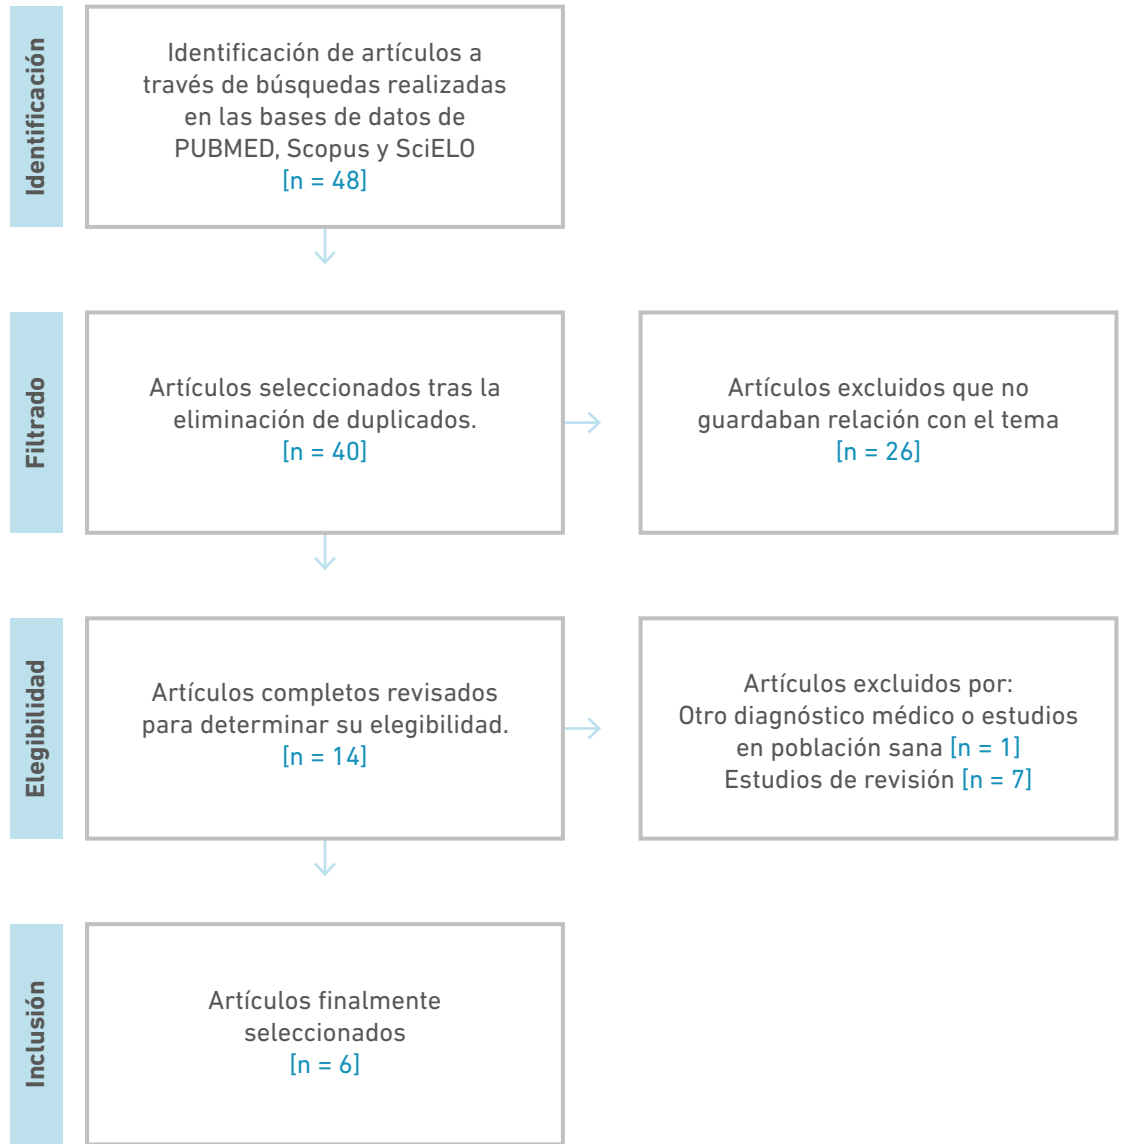 Identificación
Identificación de artículos a
través de búsquedas realizadas
en las bases de datos de
PUBMED, Scopus y SciELO
[n = 48]
Filtrado
Artículos seleccionados tras la
eliminación de duplicados.
[n = 40]
Artículos excluidos que no
guardaban relación con el tema
[n = 26]
Elegibilidad
Artículos completos revisados
para determinar su elegibilidad.
[n = 14]
Artículos excluidos por:
Otro diagnóstico médico o estudios
en población sana [n = 1]
Estudios de revisión [n = 7]
Inclusión
Artículos finalmente
seleccionados
[n = 6]